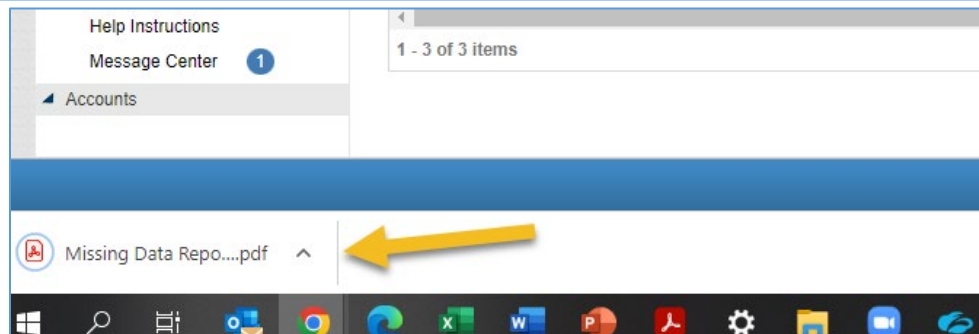 Help Instructions
Message Center 1
Accounts
1 - 3 of 3 items
Missing Data Repo....pdf